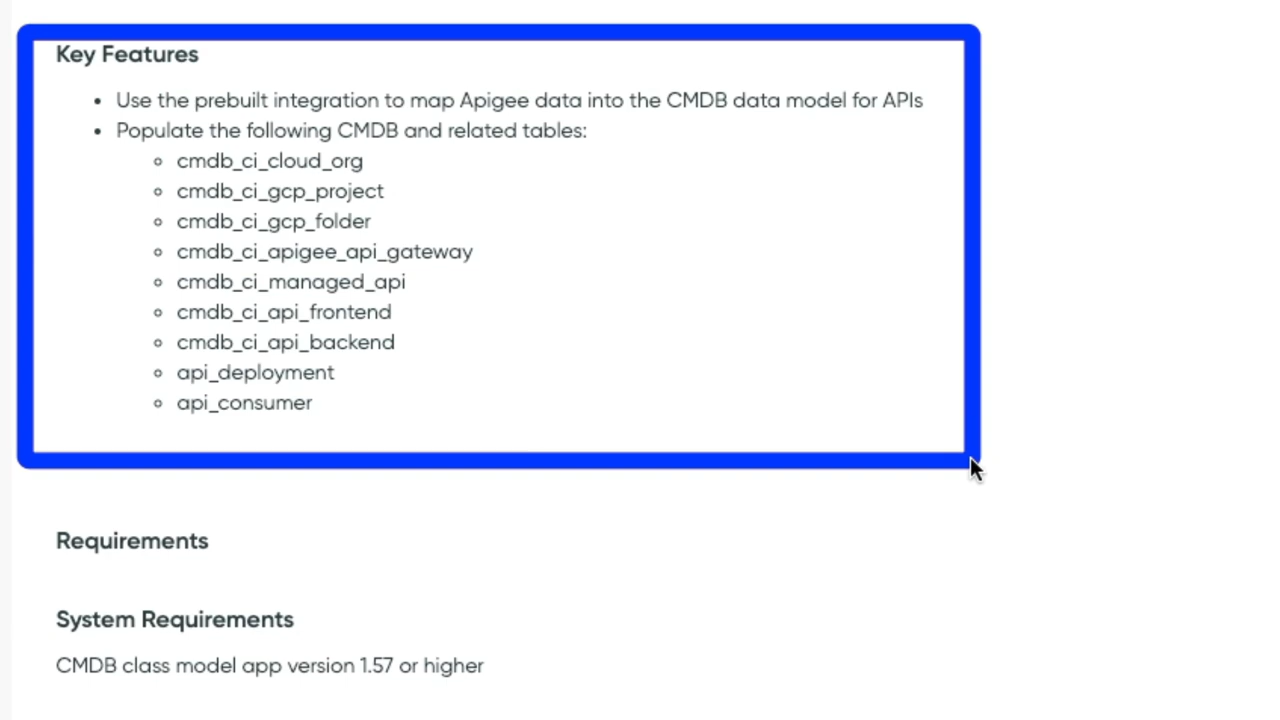 Key Features
Use the prebuilt integration to map Apigee data into the CMDB data model for APIs
Populate the following CMDB and related tables:
cmdb_ci_cloud_org
cmdb_ci_gcp_project
cmdb_ci_gcp_folder
cmdb_ci_apigee_api_gateway
cmdb_ci_managed_api
cmdb_ci_api_frontend
cmdb_ci_api_backend
api_deployment
api_consumer
Requirements
System Requirements
CMDB class model app version 1.57 or higher